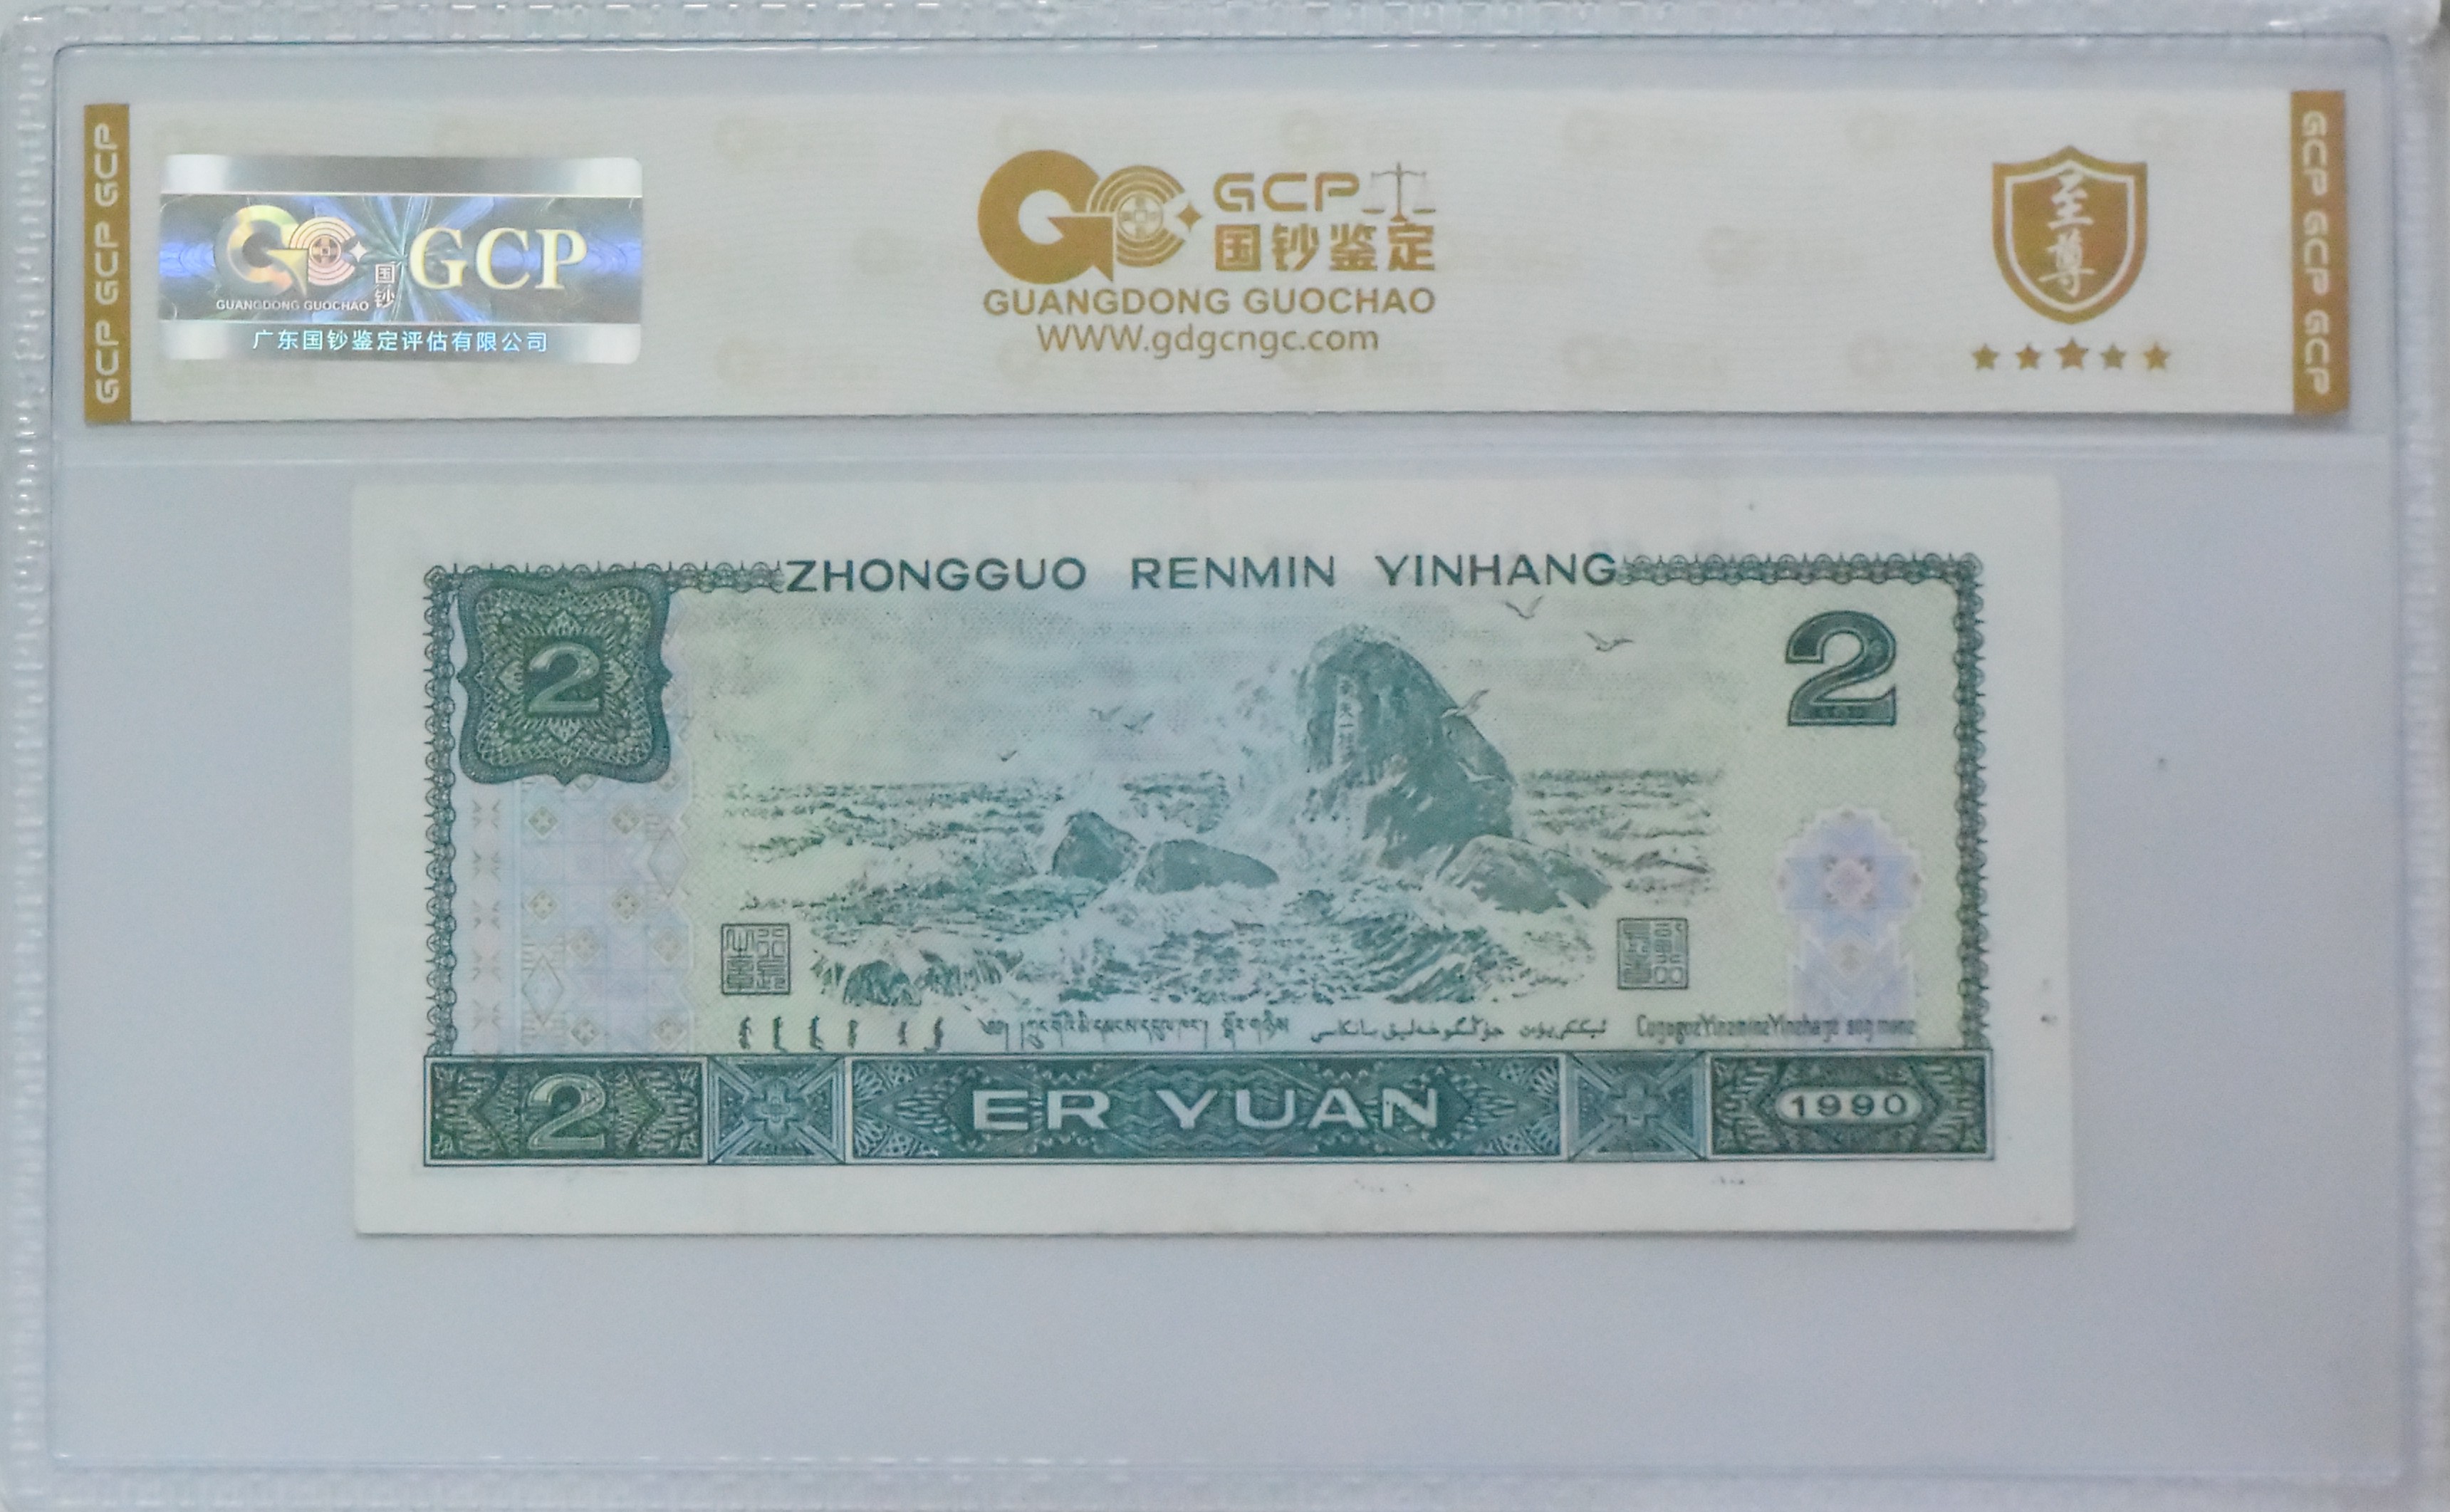 GCP GCP GCP
GCP
国钞
GUANGDONG GUOCHAO
广东国钞鉴定评估有限公司
GCP
国钞鉴定
GUANGDONG GUOCHAO
WWW.gdgcngc.com
至尊
GCP GCP GCP
ZHONGGUO RENMIN YINHANG
2
2
2
ER YUAN
1990